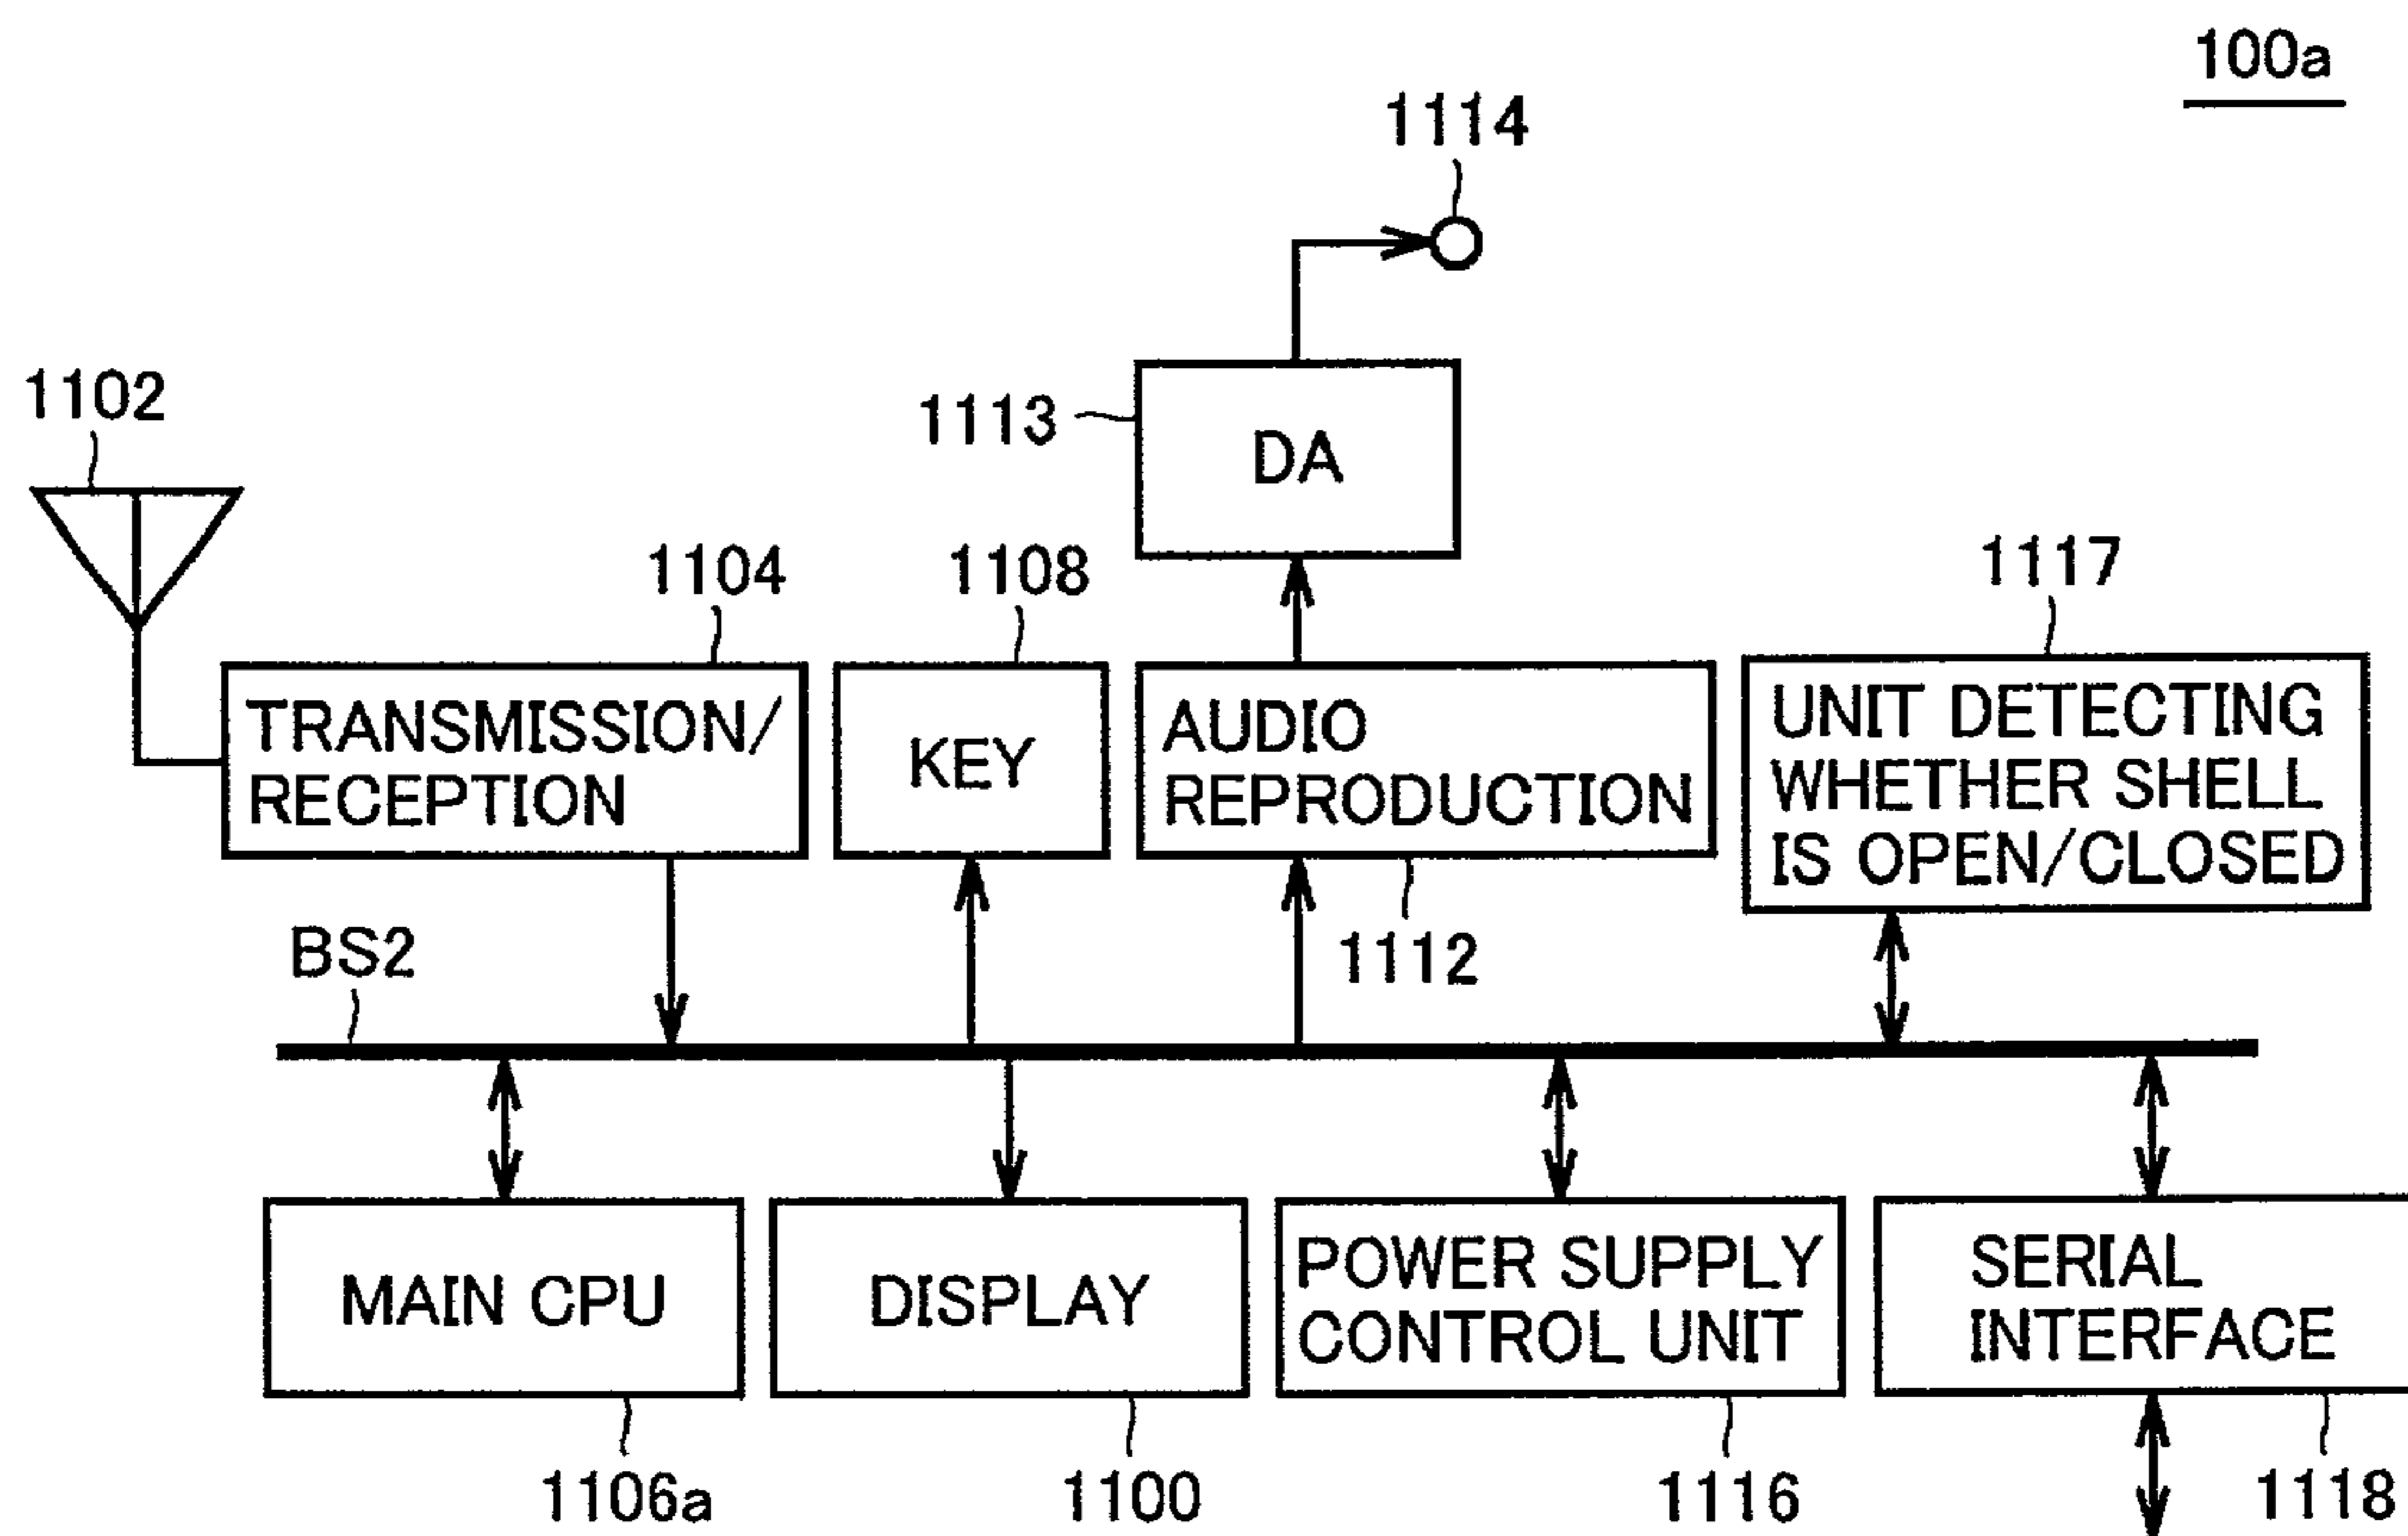 100a
1114
1113
DA
1102
1104
1108
1117
TRANSMISSION/
RECEPTION
KEY
AUDIO
REPRODUCTION
UNIT DETECTING
WHETHER SHELL
IS OPEN/CLOSED
BS2
1112
MAIN CPU
DISPLAY
POWER SUPPLY
CONTROL UNIT
SERIAL
INTERFACE
1106a
1100
1116
1118